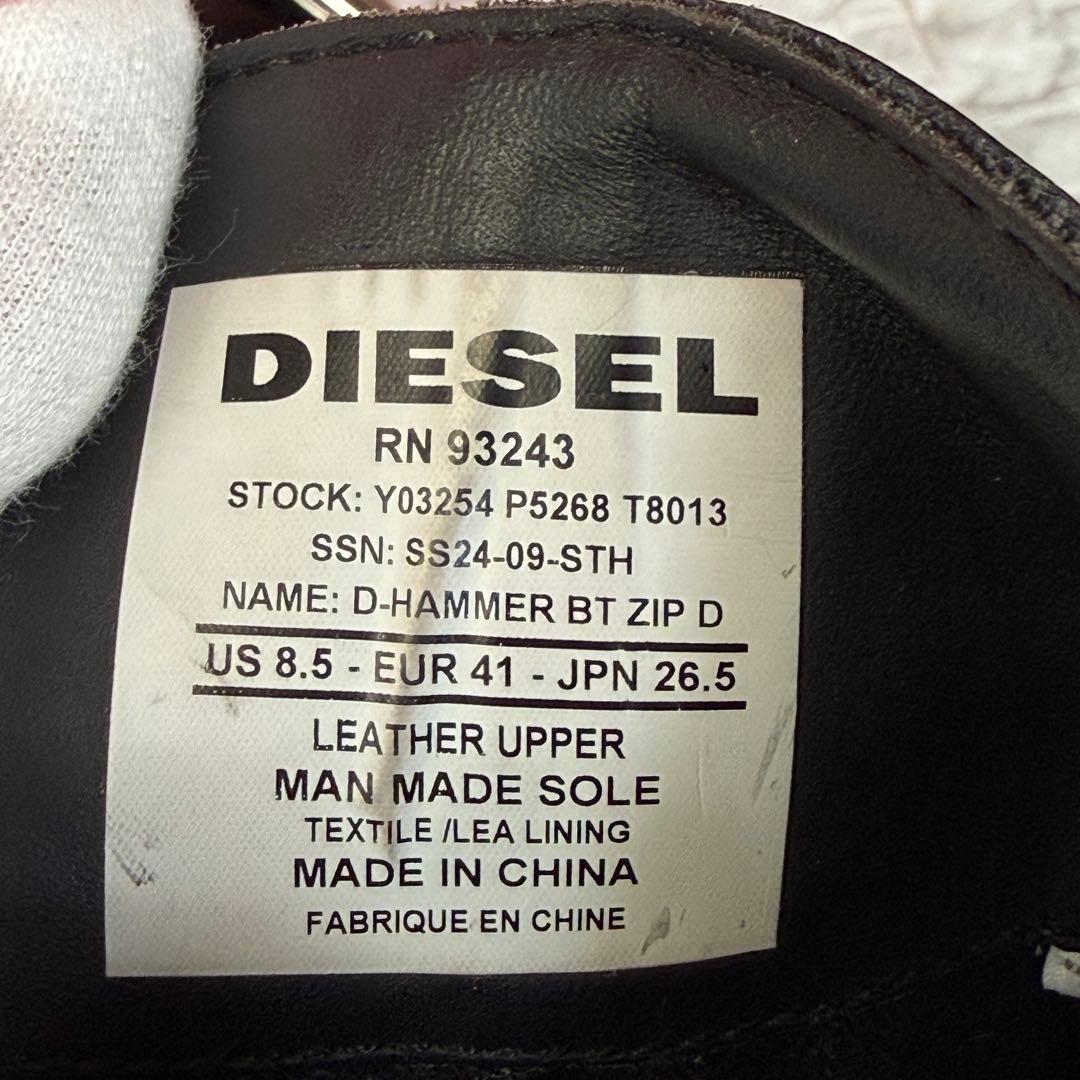 DIESEL
RN 93243
STOCK: Y03254 P5268 T8013
SSN: SS24-09-STH
NAME: D-HAMMER BT ZIP D
US 8.5 - EUR 41 - JPN 26.5
LEATHER UPPER
MAN MADE SOLE
TEXTILE /LEA LINING
MADE IN CHINA
FABRIQUE EN CHINE